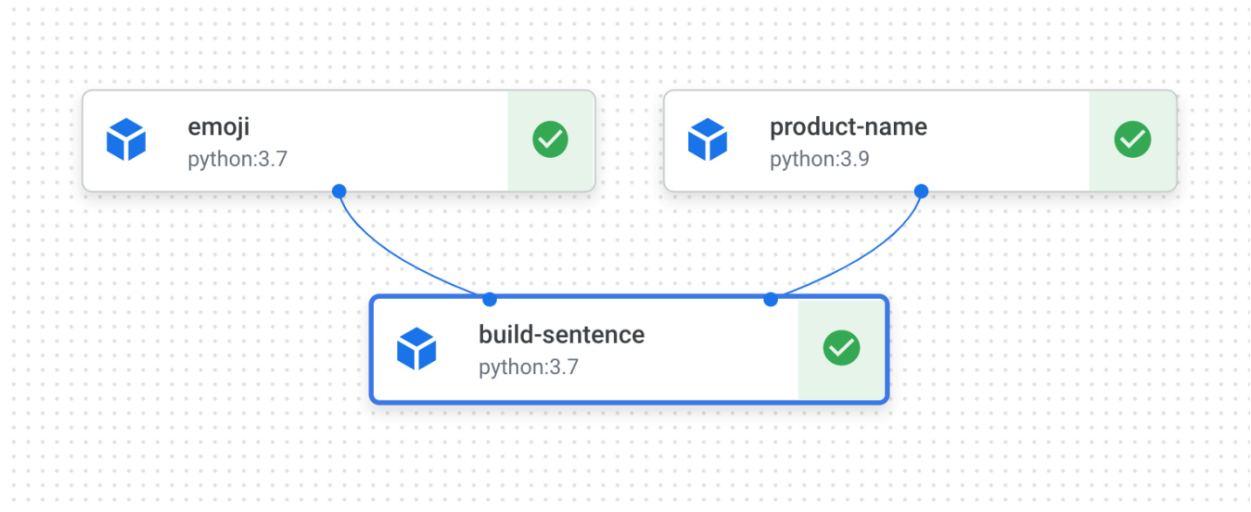 emoji
python:3.7
product-name
python:3.9
build-sentence
python:3.7